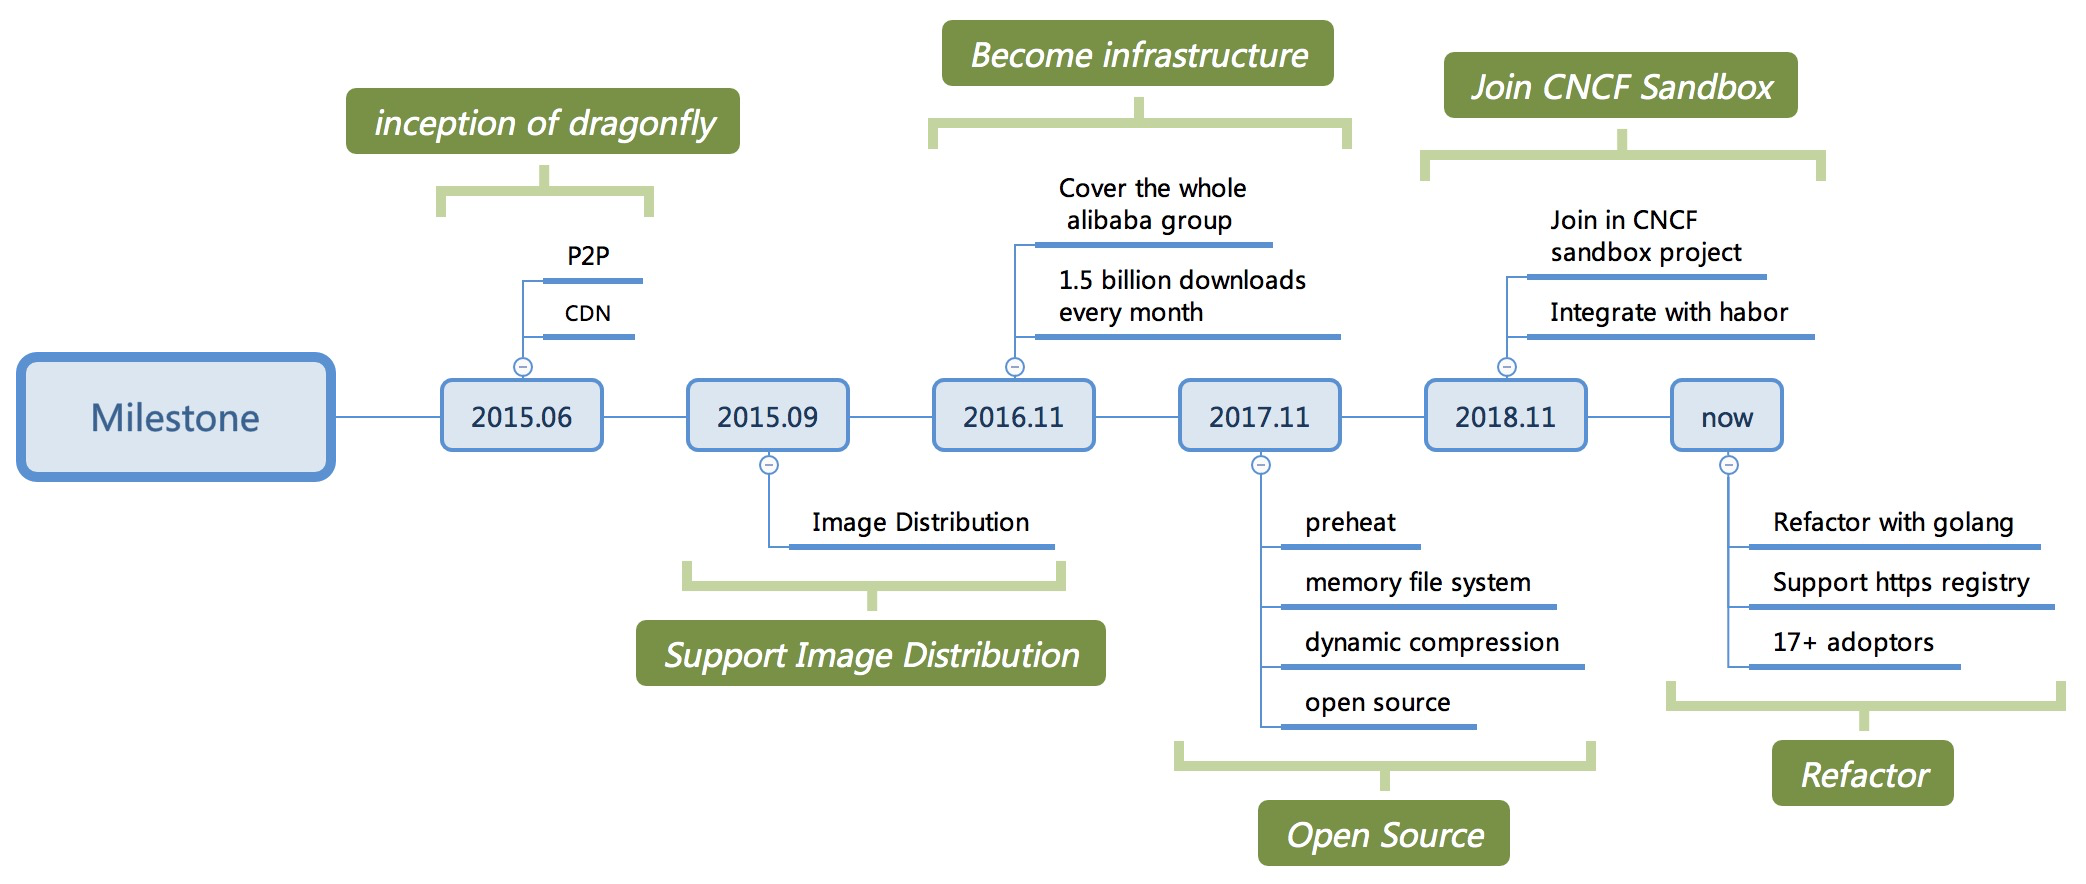 Become infrastructure
Join CNCF Sandbox
inception of dragonfly
Cover the whole
alibaba group
1.5 billion downloads
every month
Join in CNCF
sandbox project
Integrate with habor
P2P
CDN
Milestone
2015.06
2015.09
2016.11
2017.11
2018.11
now
Image Distribution
Support Image Distribution
preheat
memory file system
dynamic compression
open source
Open Source
Refactor with golang
Support https registry
17+ adoptors
Refactor